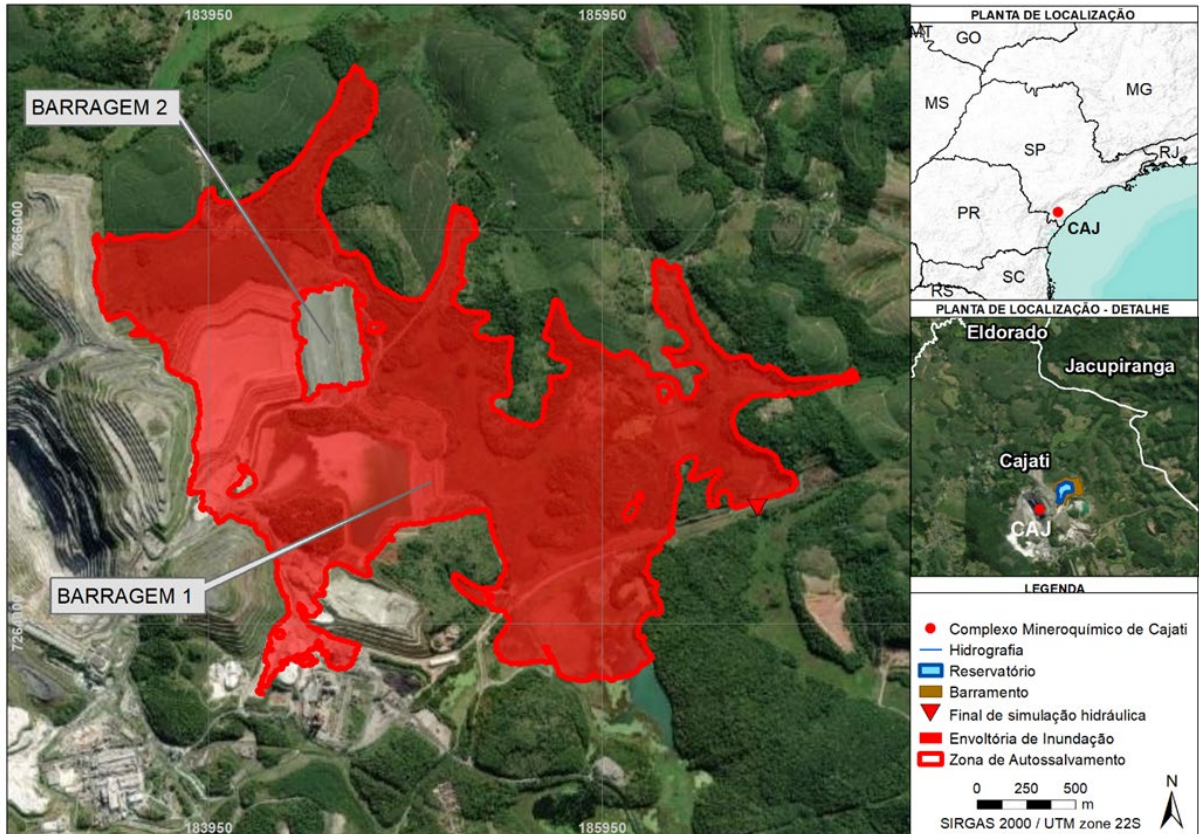 183950
185950
BARRAGEM 2
7266000
BARRAGEM 1
183950
185950
PLANTA DE LOCALIZAÇÃO
MT
GO
MS
MG
SP
RJ
PR
CAJ
SC
RS
PLANTA DE LOCALIZAÇÃO - DETALHE
Eldorado
Jacupiranga
Cajati
CAJ
LEGENDA
Complexo Mineroquímico de Cajati
Hidrografia
Reservatório
Barramento
Final de simulação hidráulica
Envoltória de Inundação
Zona de Autossalvamento
0 250 500
m
N
SIRGAS 2000 / UTM zone 22S